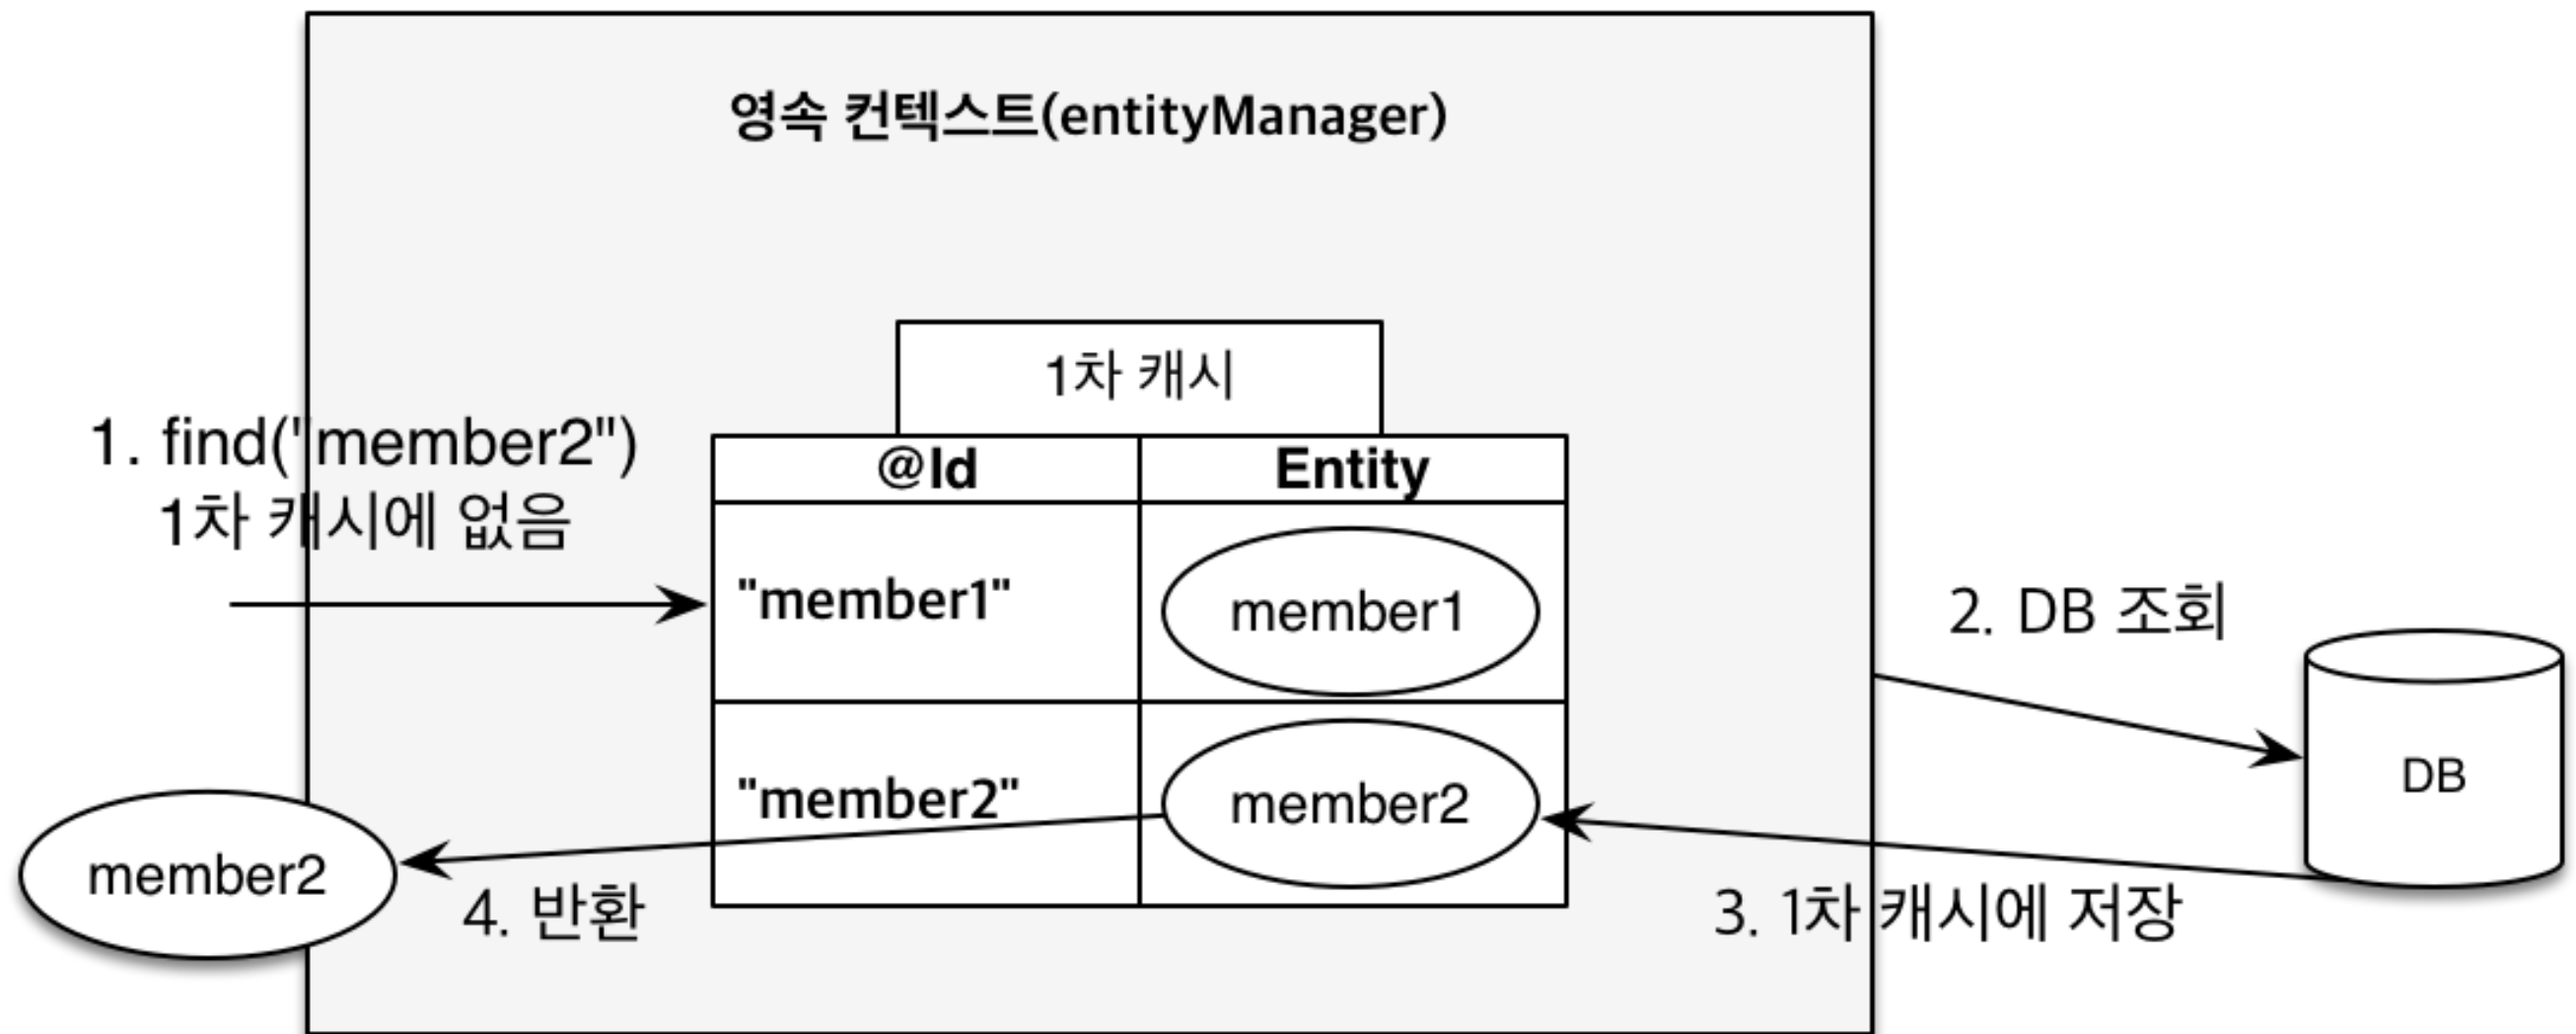 영속 컨텍스트(entityManager)
1차 캐시
1. find("member2")
1차 캐시에 없음
@Id
Entity
"member1"
member1
2. DB 조회
DB
"member2"
member2
member2
4. 반환
3. 1차 캐시에 저장